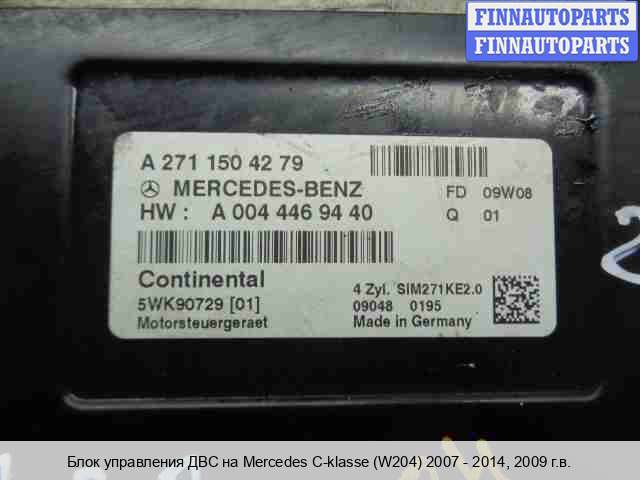 FINNAUTOPARTS
FINNAUTOPARTS
A 271 150 42 79
MERCEDES-BENZ
FD 09W08
HW : A 004 446 94 40
Q 01
Continental
5WK90729 [01]
4 Zyl. SIM271KE2.0
09048 0195
Motorsteuergeraet
Made in Germany
Блок управления ДВС на Mercedes C-klasse (W204) 2007 - 2014, 2009 г.в.